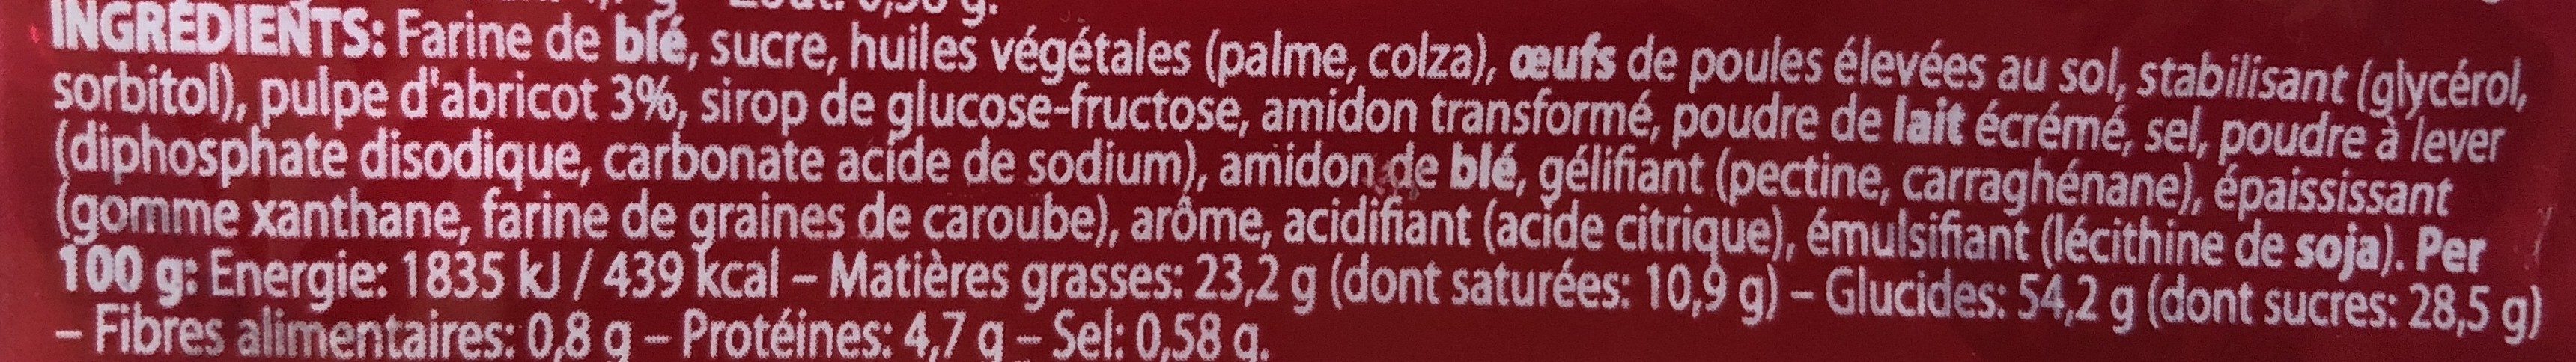 INGRÉDIENTS: Farine de blé, sucre, huiles végétales (palme, colza), œufs de poules élevées au sol, stabilisant (glycérol,
sorbitol), pulpe d'abricot 3%, sirop de glucose-fructose, amidon transformé, poudre de lait écrémé, sel, poudre à lever
(diphosphate disodique, carbonate acide de sodium), amidon de blé, gélifiant (pectine, carraghénane), épaississant
(gomme xanthane, farine de graines de caroube), arôme, acidifiant (acide citrique), émulsifiant (lécithine de soja). Per
100 g: Energie: 1835 kJ / 439 kcal – Matières grasses: 23,2 g (dont saturées: 10,9 g) – Glucides: 54,2 g (dont sucres: 28,5 g)
– Fibres alimentaires: 0,8 g – Protéines: 4,7 g – Sel: 0,58 g.